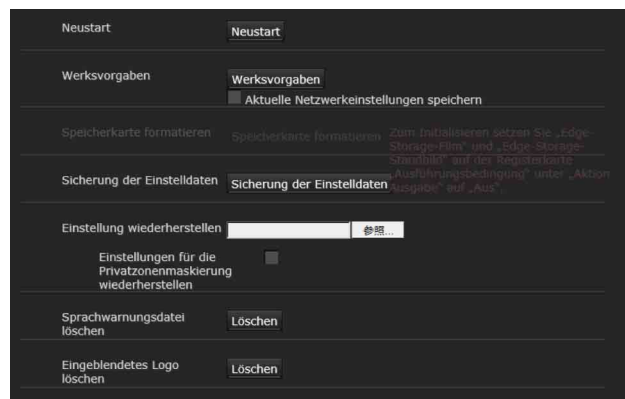 Neustart
Neustart
Werksvorgaben
Werksvorgaben
Aktuelle Netzwerkeinstellungen speichern
Speicherkarte formatieren
Speicherkarte formatieren
Zum Initialisieren setzen Sie „Edge-
Storage-Film" und „Edge-Storage-
Standbild" auf der Registerkarte
„Ausführungsbedingung" unter „Aktion
Ausgabe" auf „Aus".
Sicherung der Einstelldaten
Sicherung der Einstelldaten
Einstellung wiederherstellen
参照...
Einstellungen für die
Privatzonenmaskierung
wiederherstellen
Sprachwarnungsdatei
löschen
Löschen
Eingeblendetes Logo
löschen
Löschen